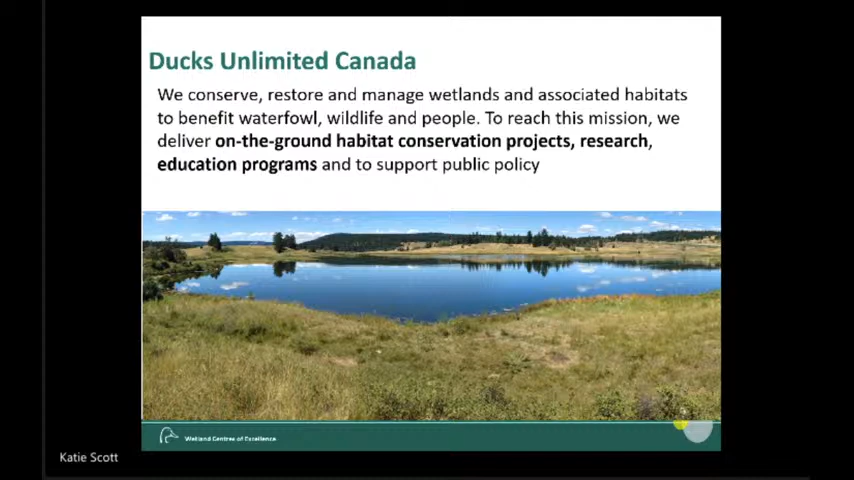 Ducks Unlimited Canada
We conserve, restore and manage wetlands and associated habitats
to benefit waterfowl, wildlife and people. To reach this mission, we
deliver on-the-ground habitat conservation projects, research,
education programs and to support public policy
Wetland Centres of Excellence
Katie Scott